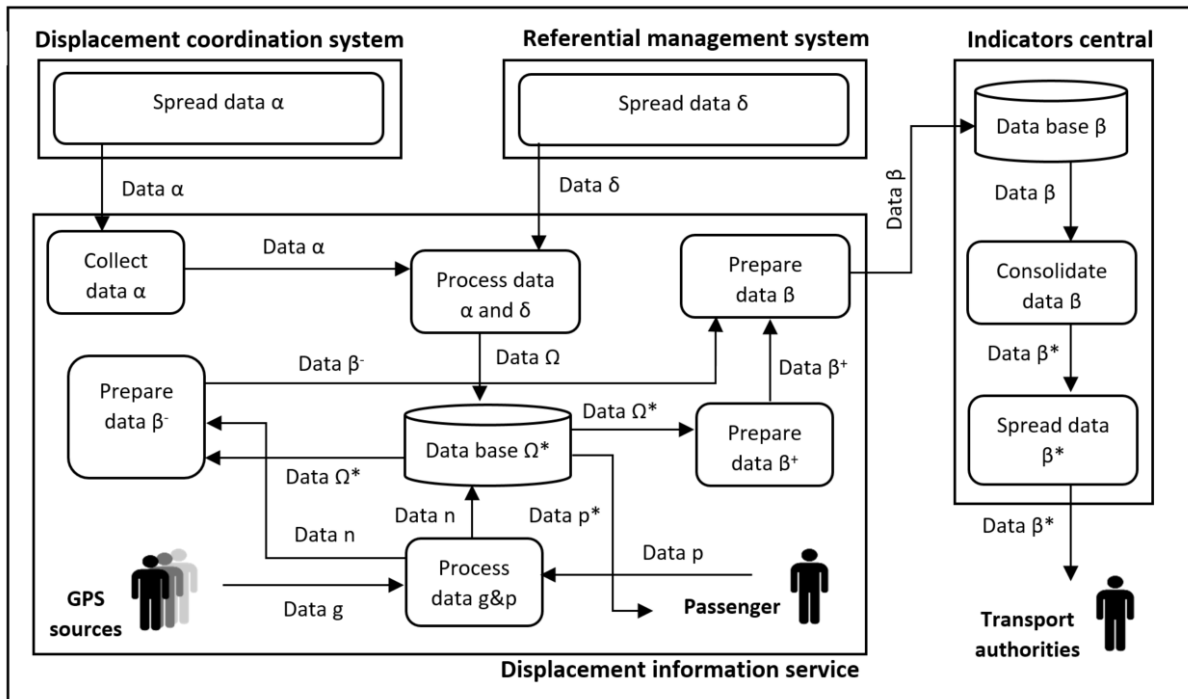 Displacement coordination system
Referential management system
Indicators central
Spread data α
Spread data δ
Data base β
Data α
Data δ
Data β
Data β
Collect
data α
Data α
Process data
α and δ
Prepare
data β
Consolidate
data β
Data Ω
Data β⁻
Data β⁺
Data β*
Prepare
data β⁻
Data base Ω*
Data Ω*
Prepare
data β⁺
Spread data
β*
Data Ω*
Data n
Data p*
Data β*
Data n
Data p
GPS
sources
Data g
Process
data g&p
Passenger
Transport
authorities
Displacement information service